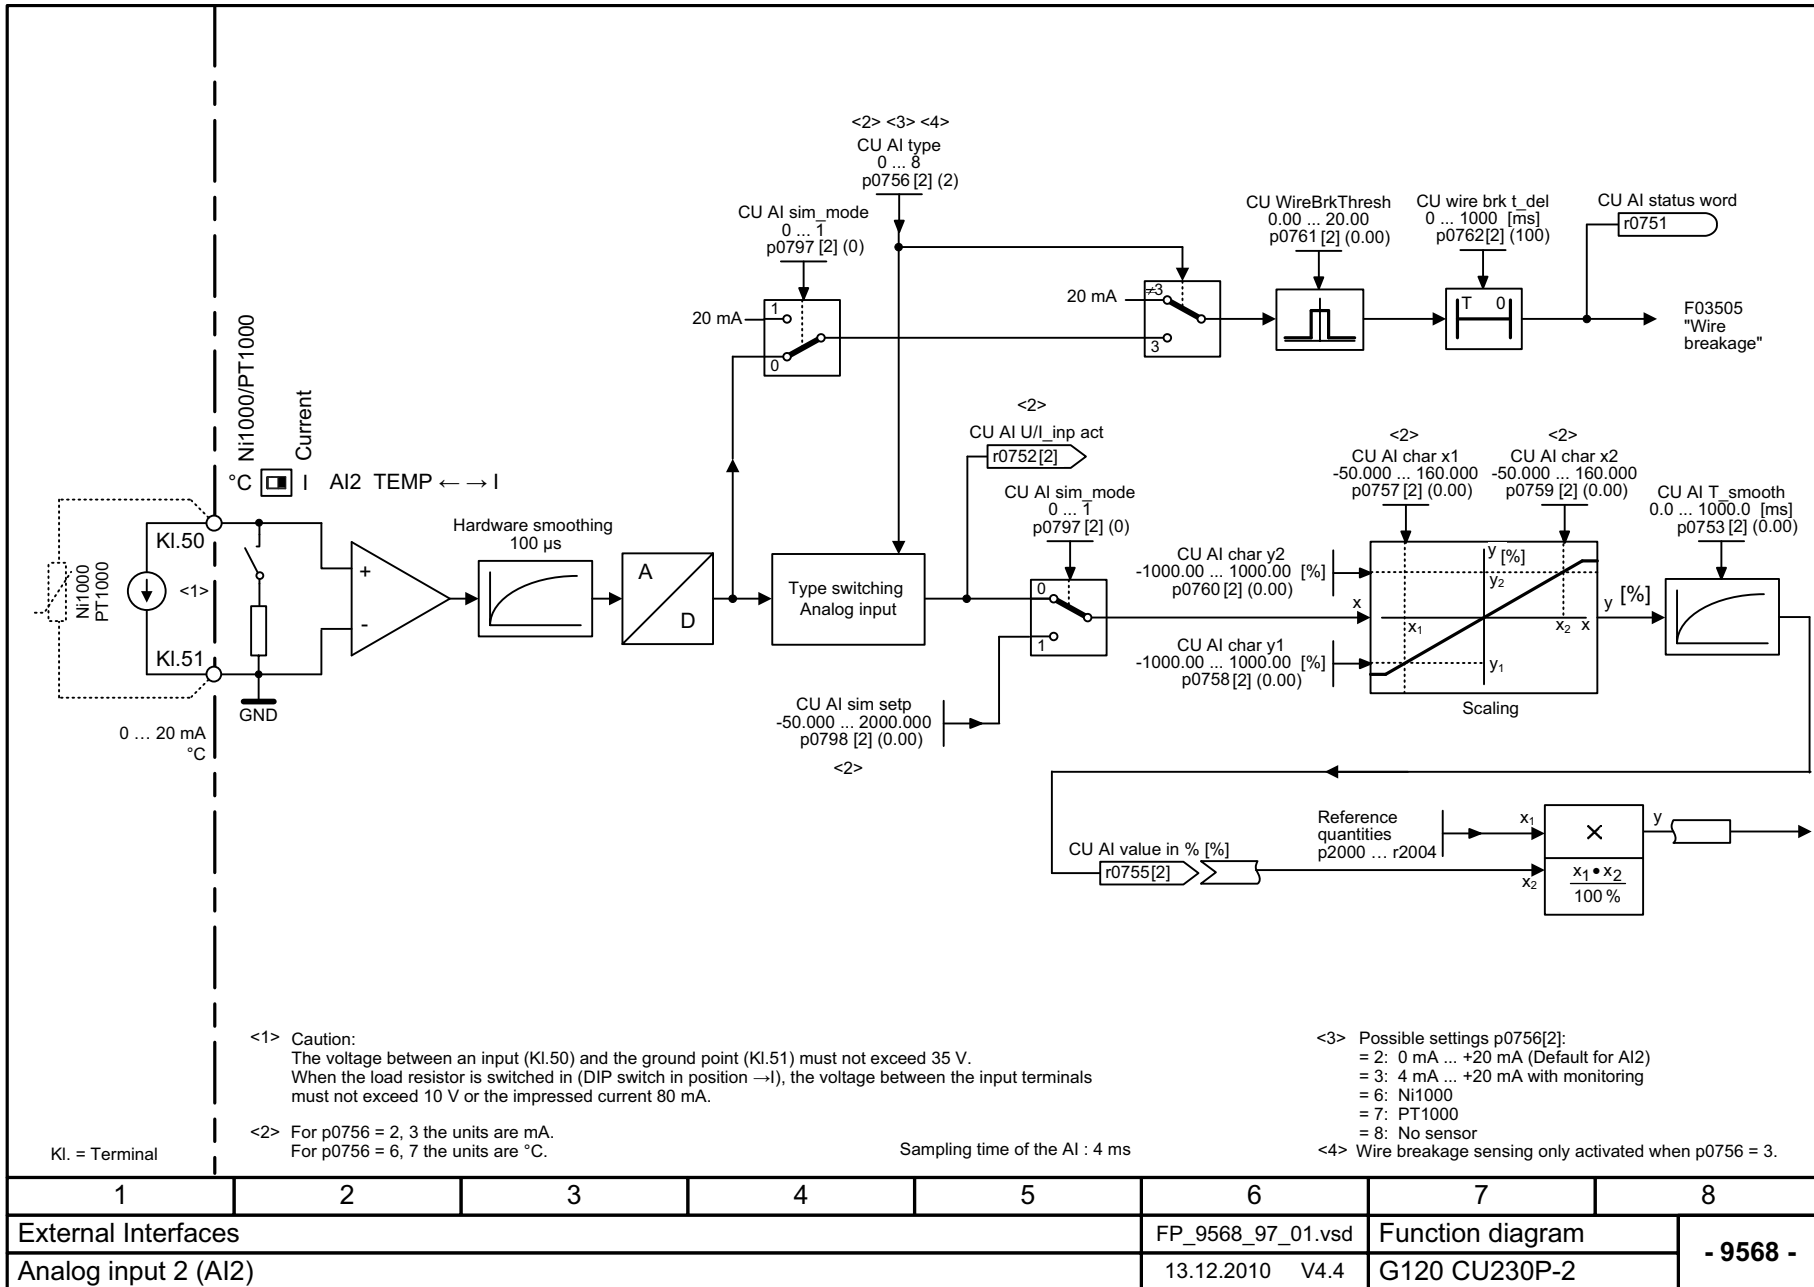 <2> <3> <4>
CU AI type
0 ... 8
p0756 [2] (2)
CU AI sim_mode
0 ... 1
p0797 [2] (0)
CU WireBrkThresh
0.00 ... 20.00
p0761 [2] (0.00)
CU wire brk t_del
0 ... 1000 [ms]
p0762[2] (100)
CU AI status word
r0751
20 mA
1
0
20 mA
≠3
3
T 0
F03505
"Wire
breakage"
Ni1000/PT1000
Current
°C I AI2 TEMP ← → I
<2>
CU AI U/I_inp act
r0752[2]
CU AI sim_mode
0 ... 1
p0797 [2] (0)
<2>
CU AI char x1
-50.000 ... 160.000
p0757 [2] (0.00)
<2>
CU AI char x2
-50.000 ... 160.000
p0759 [2] (0.00)
CU AI T_smooth
0.0 ... 1000.0 [ms]
p0753 [2] (0.00)
Kl.50
Ni1000
PT1000
<1>
Kl.51
+
-
GND
0 ... 20 mA
°C
Hardware smoothing
100 µs
A
D
Type switching
Analog input
0
1
CU AI char y2
-1000.00 ... 1000.00 [%]
p0760 [2] (0.00)
x
CU AI char y1
-1000.00 ... 1000.00 [%]
p0758 [2] (0.00)
y [%]
y2
x1
x2 x
y1
y [%]
Scaling
CU AI sim setp
-50.000 ... 2000.000
p0798 [2] (0.00)
<2>
Reference
quantities
p2000 ... r2004
x1
x2
y
×
x1 • x2
100 %
CU AI value in % [%]
r0755[2]
<1> Caution:
The voltage between an input (Kl.50) and the ground point (Kl.51) must not exceed 35 V.
When the load resistor is switched in (DIP switch in position →I), the voltage between the input terminals
must not exceed 10 V or the impressed current 80 mA.
<2> For p0756 = 2, 3 the units are mA.
For p0756 = 6, 7 the units are °C.
Kl. = Terminal
Sampling time of the AI : 4 ms
<3> Possible settings p0756[2]:
= 2: 0 mA ... +20 mA (Default for AI2)
= 3: 4 mA ... +20 mA with monitoring
= 6: Ni1000
= 7: PT1000
= 8: No sensor
<4> Wire breakage sensing only activated when p0756 = 3.
1 2 3 4 5 6 7 8
External Interfaces
FP_9568_97_01.vsd
Function diagram
- 9568 -
Analog input 2 (AI2)
13.12.2010 V4.4
G120 CU230P-2